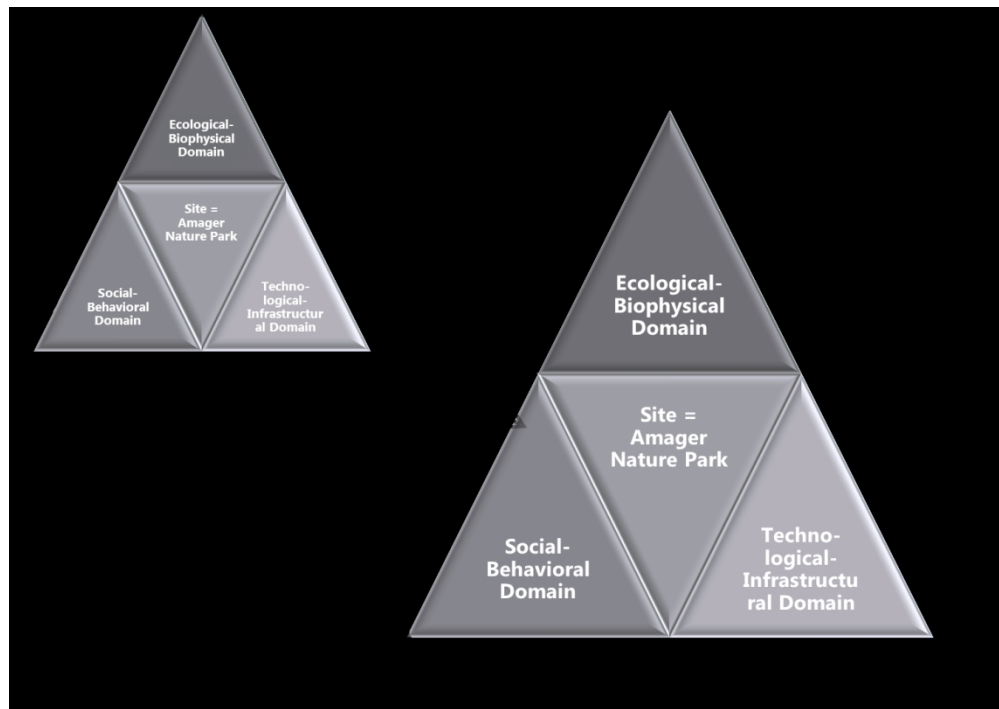 Ecological-
Biophysical
Domain
Site =
Amager
Nature Park
Social-
Behavioral
Domain
Techno-
logical-
Infrastructur
al Domain
Ecological-
Biophysical
Domain
Site =
Amager
Nature Park
Social-
Behavioral
Domain
Techno-
logical-
Infrastructu
ral Domain